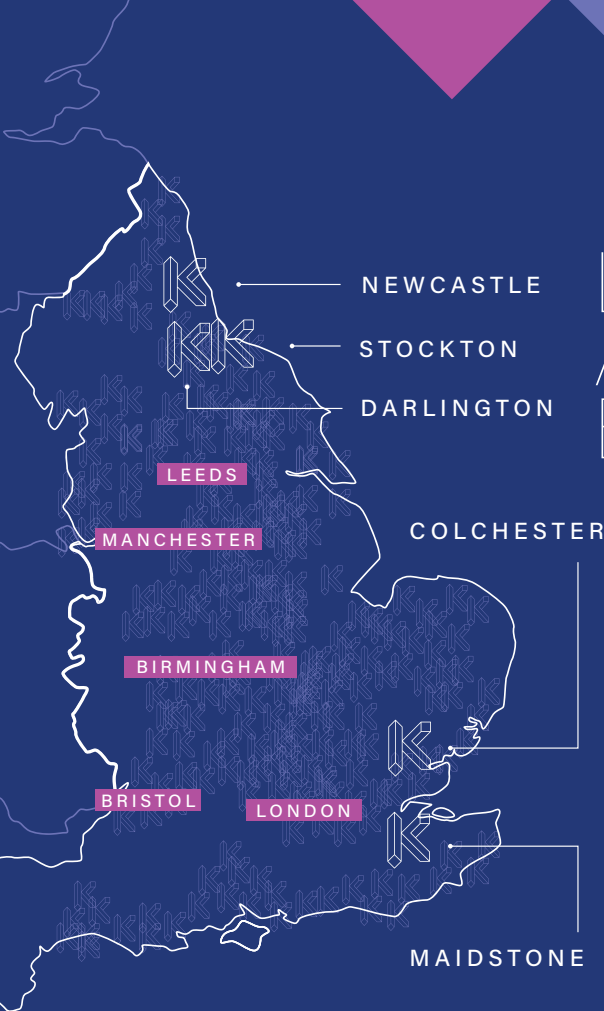 NEWCASTLE
STOCKTON
DARLINGTON
LEEDS
COLCHESTER
MANCHESTER
BIRMINGHAM
BRISTOL
LONDON
MAIDSTONE